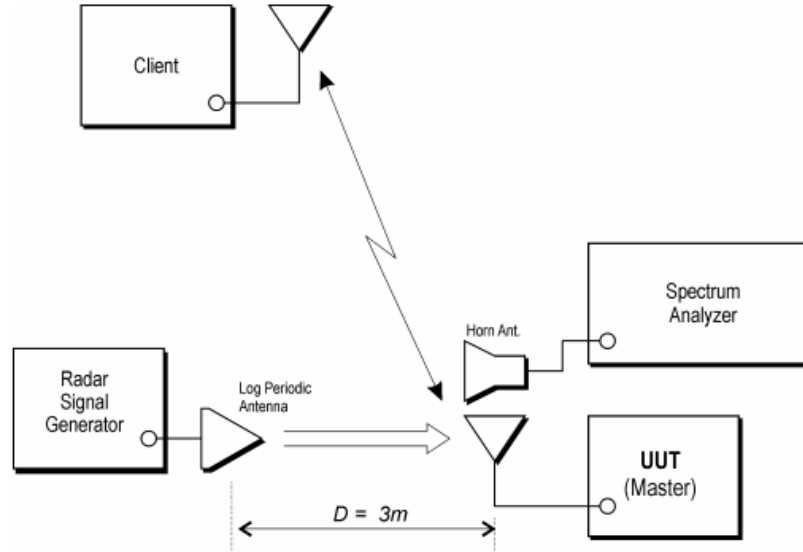 Client
Spectrum
Analyzer
Horn Ant.
Radar
Signal
Generator
Log Periodic
Antenna
UUT
(Master)
D = 3m